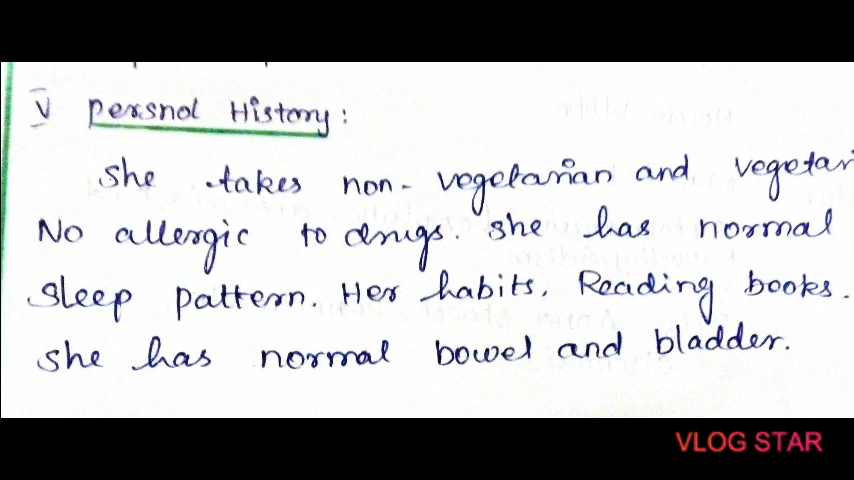 V Persnol History:
She takes non-vegetarian and vegetari
No allergic to drugs. She has normal
Sleep pattern. Her habits, Reading books.
She has normal bowel and bladder.
VLOG STAR